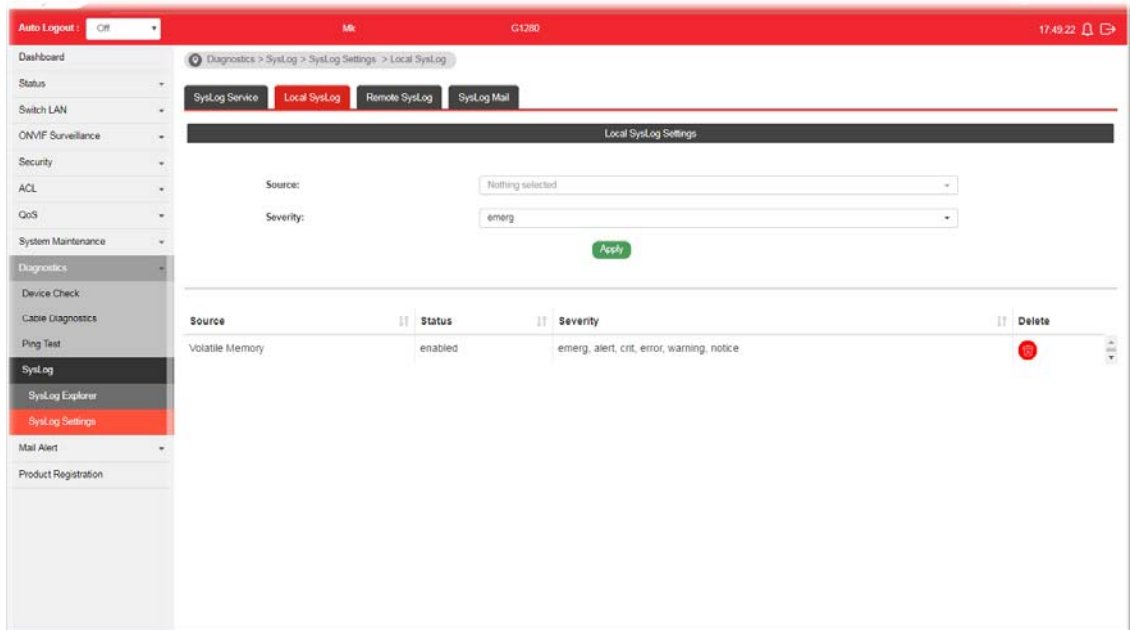 Auto Logout : Off Mk G1280 17:49:22
Dashboard
Status
Switch LAN
ONVIF Surveillance
Security
ACL
QoS
System Maintenance
Diagnostics
Device Check
Cable Diagnostics
Ping Test
SysLog
SysLog Explorer
SysLog Settings
Mail Alert
Product Registration
Diagnostics > SysLog > SysLog Settings > Local SysLog
SysLog Service Local SysLog Remote SysLog SysLog Mail
Local SysLog Settings
Source: Nothing selected
Severity: emerg
Apply
Source Status Severity Delete
Volatile Memory enabled emerg, alert, crit, error, warning, notice